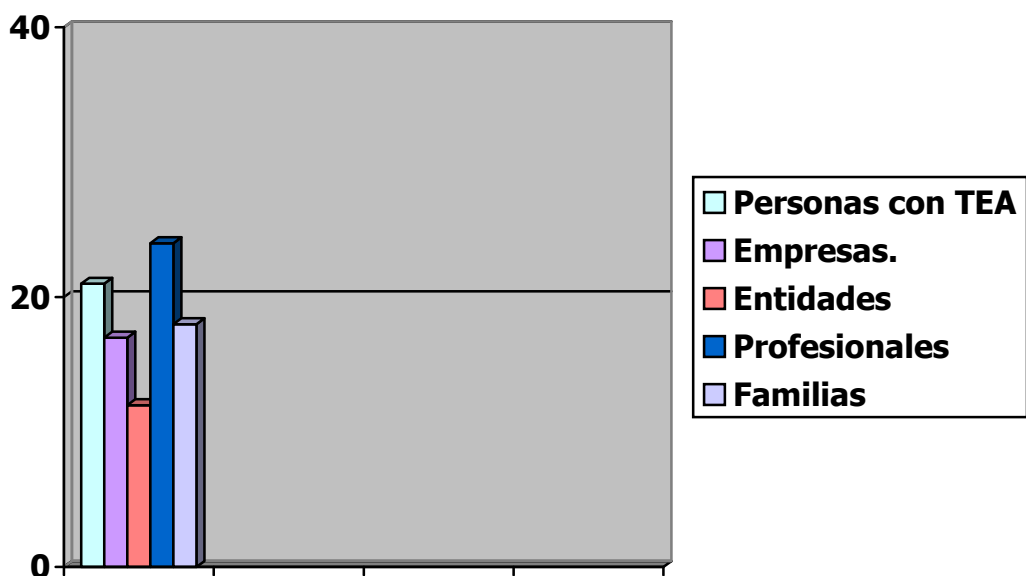 40
20
0
Personas con TEA
Empresas.
Entidades
Profesionales
Familias